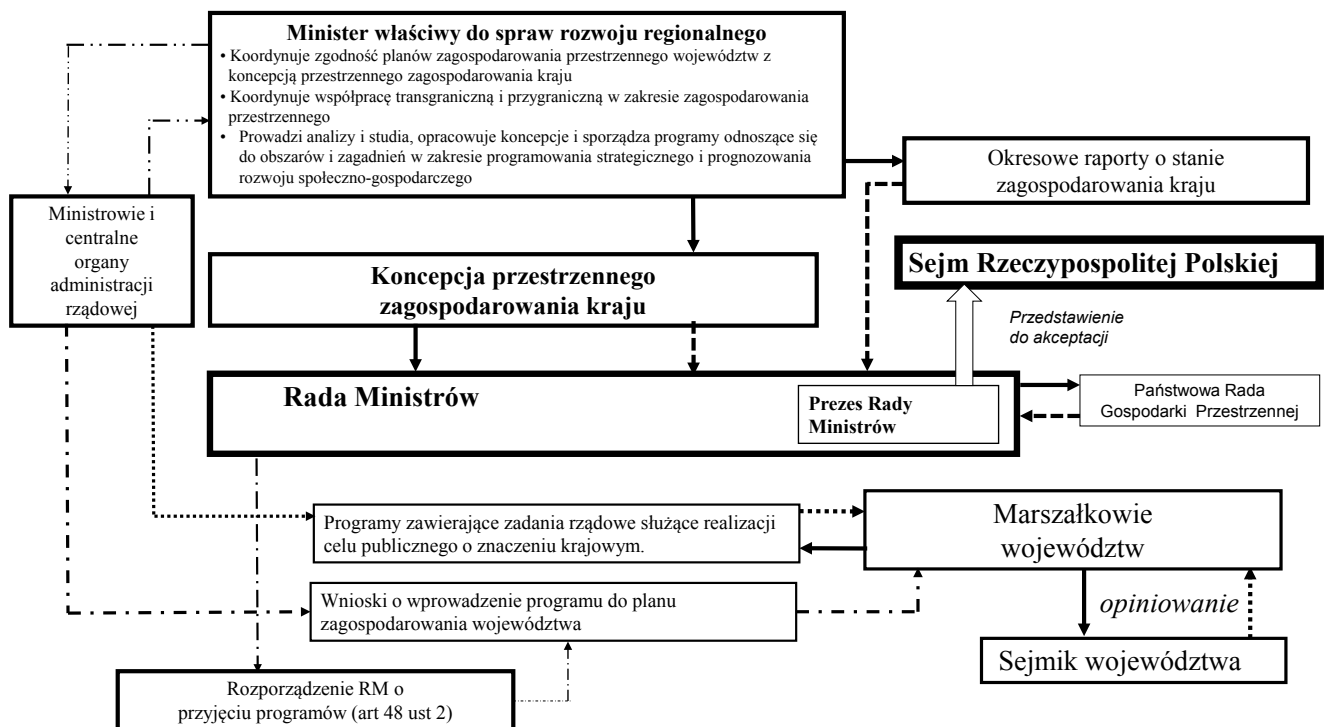 Minister właściwy do spraw rozwoju regionalnego
• Koordynuje zgodność planów zagospodarowania przestrzennego województw z
koncepcją przestrzennego zagospodarowania kraju
• Koordynuje współpracę transgraniczną i przygraniczną w zakresie zagospodarowania
przestrzennego
• Prowadzi analizy i studia, opracowuje koncepcje i sporządza programy odnoszące się
do obszarów i zagadnień w zakresie programowania strategicznego i prognozowania
rozwoju społeczno-gospodarczego
Okresowe raporty o stanie
zagospodarowania kraju
Ministrowie i
centralne
organy
administracji
rządowej
Koncepcja przestrzennego
zagospodarowania kraju
Sejm Rzeczypospolitej Polskiej
Przedstawienie
do akceptacji
Rada Ministrów
Prezes Rady
Ministrów
Państwowa Rada
Gospodarki Przestrzennej
Programy zawierające zadania rządowe służące realizacji
celu publicznego o znaczeniu krajowym.
Marszałkowie
województw
Wnioski o wprowadzenie programu do planu
zagospodarowania województwa
opiniowanie
Sejmik województwa
Rozporządzenie RM o
przyjęciu programów (art 48 ust 2)